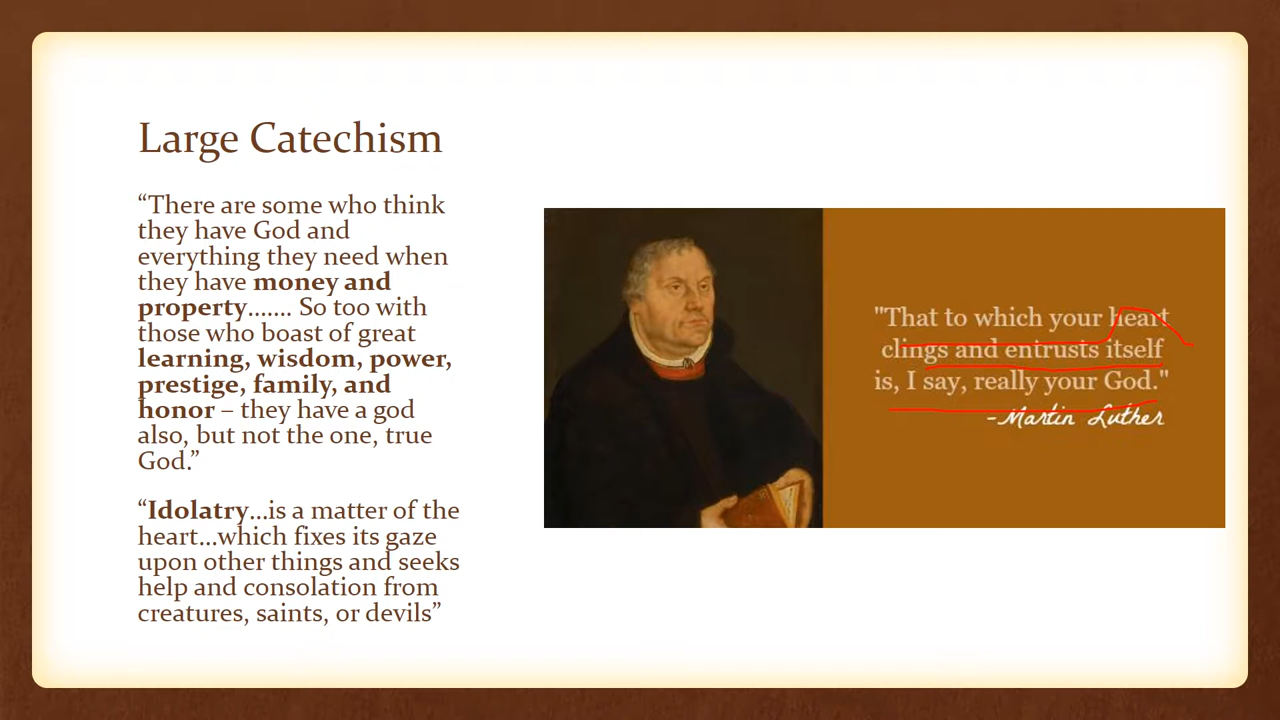 Large Catechism
“There are some who think
they have God and
everything they need when
they have money and
property....... So too with
those who boast of great
learning, wisdom, power,
prestige, family, and
honor – they have a god
also, but not the one, true
God.”
“Idolatry...is a matter of the
heart...which fixes its gaze
upon other things and seeks
help and consolation from
creatures, saints, or devils”
"That to which your heart
clings and entrusts itself
is, I say, really your God."
-Martin Luther